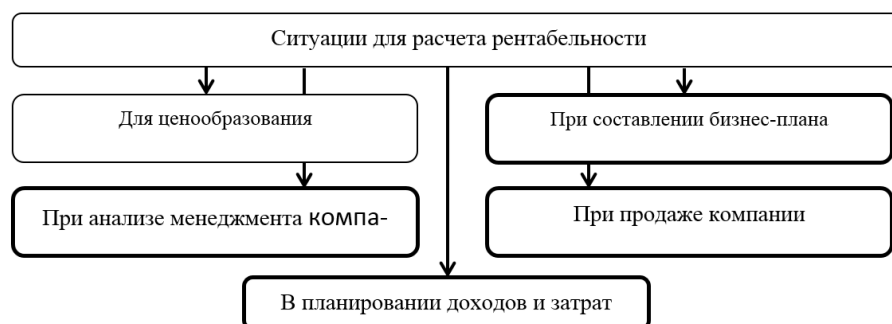 Ситуации для расчета рентабельности
Для ценообразования
При составлении бизнес-плана
При анализе менеджмента компа-
При продаже компании
В планировании доходов и затрат